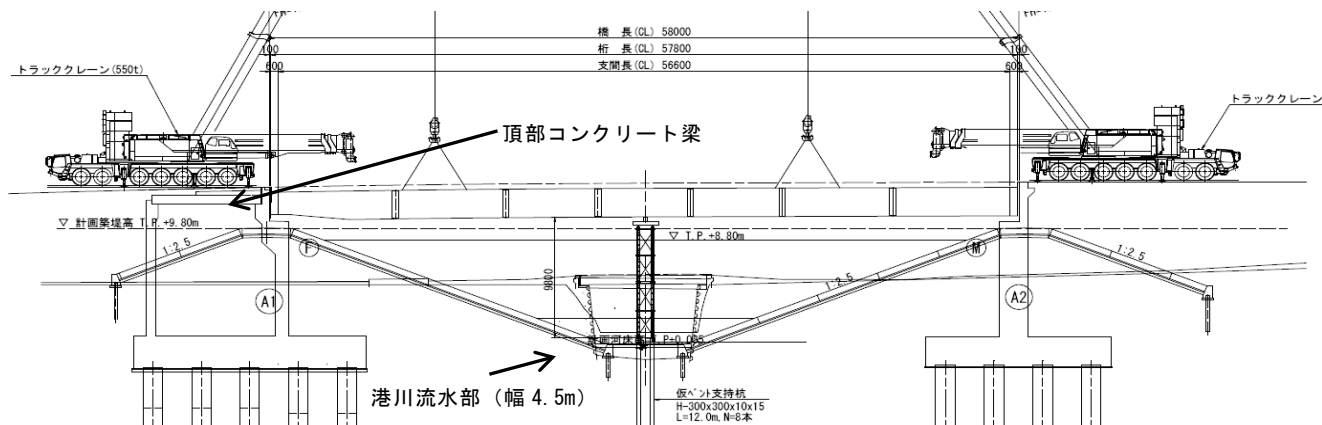 橋 長(CL) 58000
100
桁 長(CL) 57800
100
600
支間長(CL) 56600
600
トラッククレーン(550t)
トラッククレーン
頂部コンクリート梁
▽ 計画築堤高 T.P.+9.80m
▽ T.P.+8.80m
1:2.5
F
M
1:2.5
1:2.5
9800
A1
A2
港川流水部（幅 4.5m）
仮ベント支持杭
H-300x300x10x15
L=12.0m, N=8本